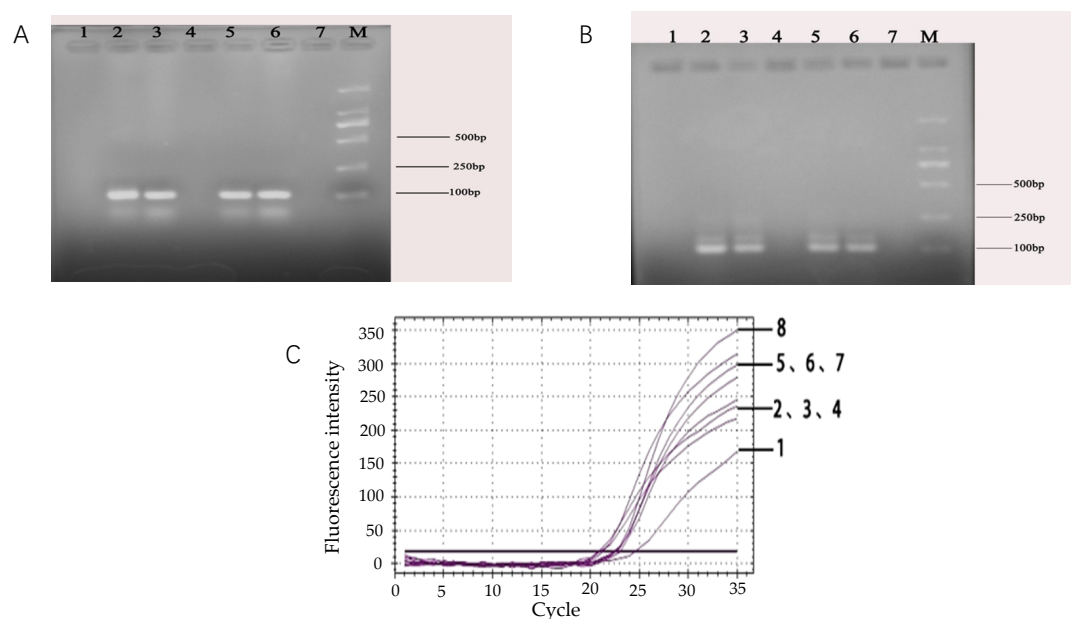 A
1 2 3 4 5 6 7 M
500bp
250bp
100bp
B
1 2 3 4 5 6 7 M
500bp
250bp
100bp
C
Fluorescence intensity
350
300
250
200
150
100
50
0
0 5 10 15 20 25 30 35
Cycle
8
5、6、7
2、3、4
1